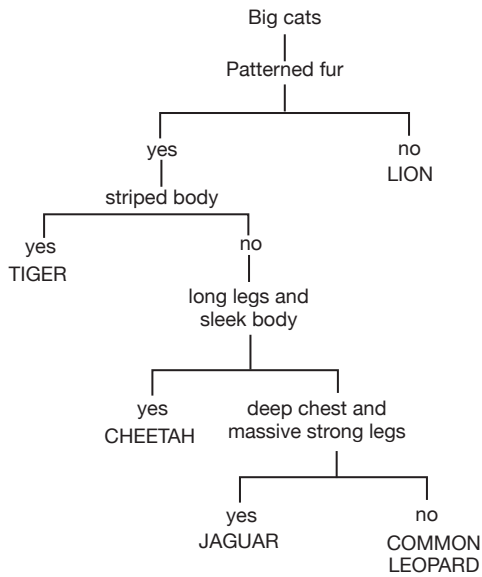 Big cats
Patterned fur
yes
no
LION
striped body
yes
no
TIGER
long legs and
sleek body
yes
CHEETAH
deep chest and
massive strong legs
yes
no
JAGUAR
COMMON
LEOPARD